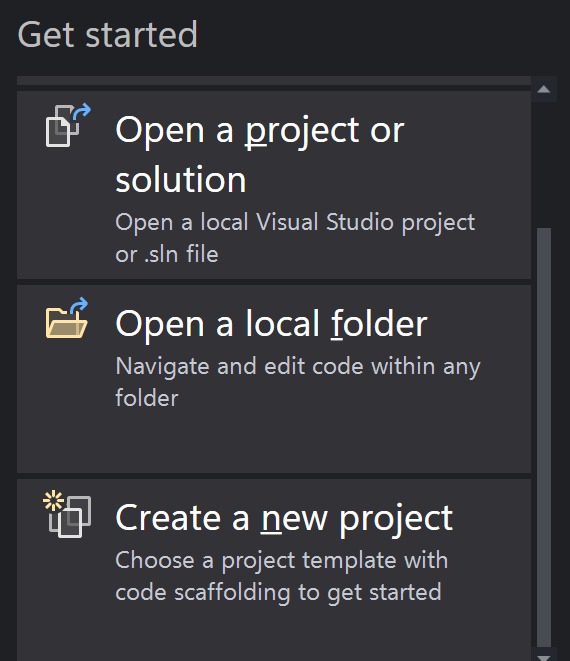 Get started
Open a project or
solution
Open a local Visual Studio project
or .sln file
Open a local folder
Navigate and edit code within any
folder
Create a new project
Choose a project template with
code scaffolding to get started